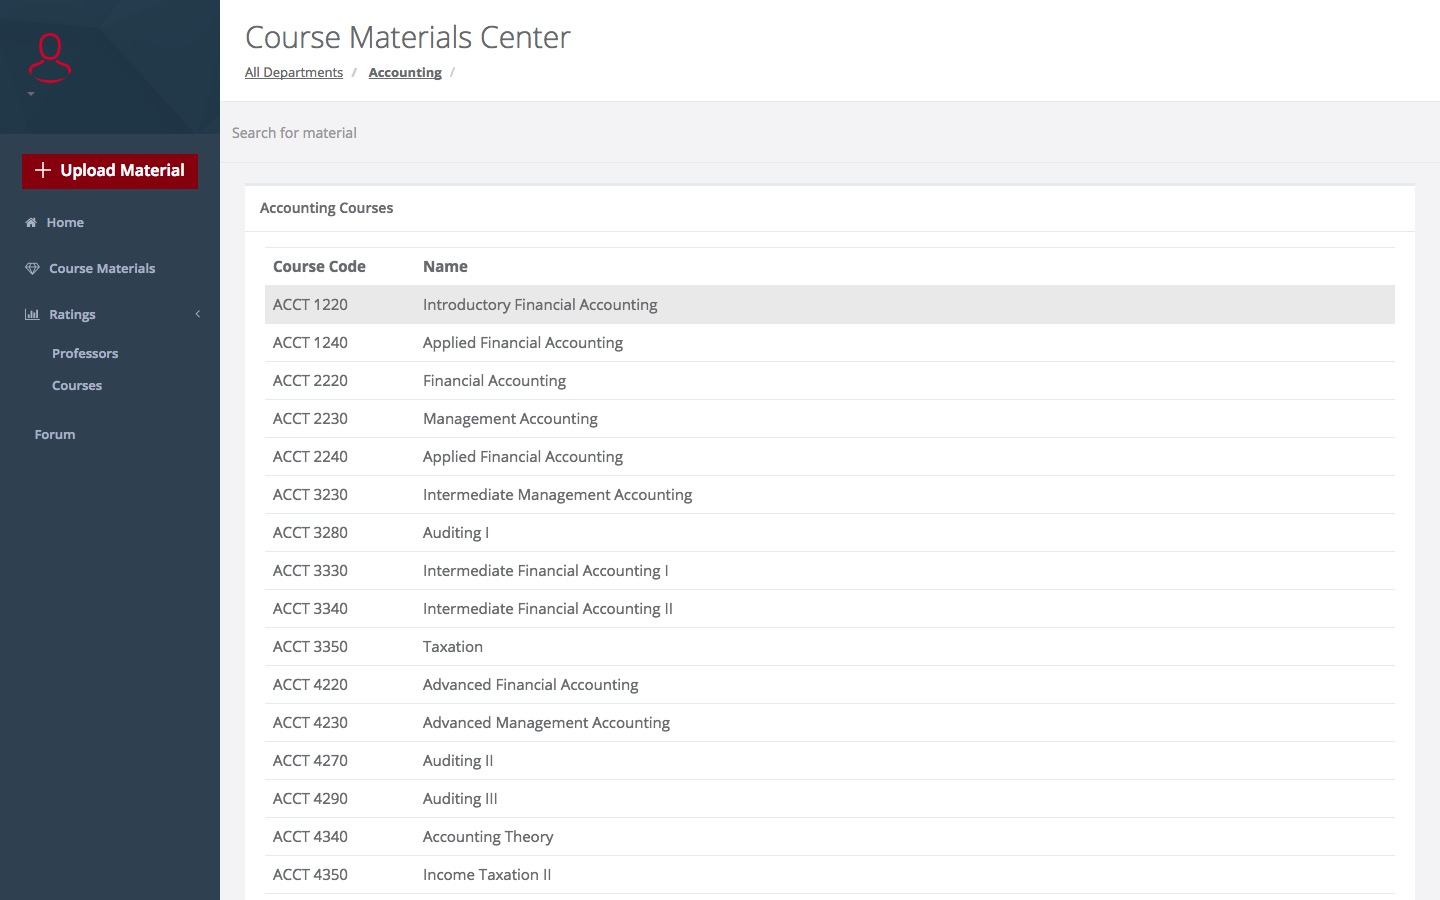 Course Materials Center
All Departments / Accounting /
Search for material
Upload Material
Home
Course Materials
Ratings
Professors
Courses
Forum
Accounting Courses
Course Code Name
ACCT 1220 Introductory Financial Accounting
ACCT 1240 Applied Financial Accounting
ACCT 2220 Financial Accounting
ACCT 2230 Management Accounting
ACCT 2240 Applied Financial Accounting
ACCT 3230 Intermediate Management Accounting
ACCT 3280 Auditing I
ACCT 3330 Intermediate Financial Accounting I
ACCT 3340 Intermediate Financial Accounting II
ACCT 3350 Taxation
ACCT 4220 Advanced Financial Accounting
ACCT 4230 Advanced Management Accounting
ACCT 4270 Auditing II
ACCT 4290 Auditing III
ACCT 4340 Accounting Theory
ACCT 4350 Income Taxation II